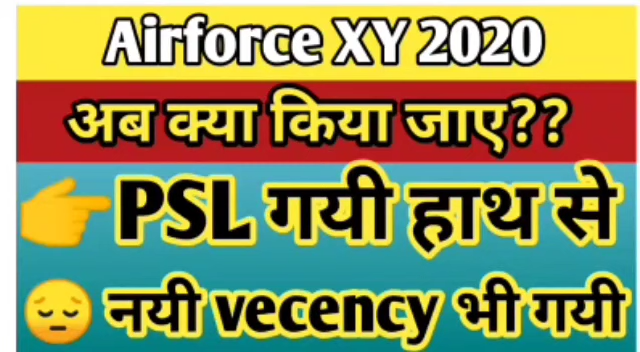 Airforce XY 2020
अब क्या किया जाए??
PSL गयी हाथ से
नयी vecency भी गयी